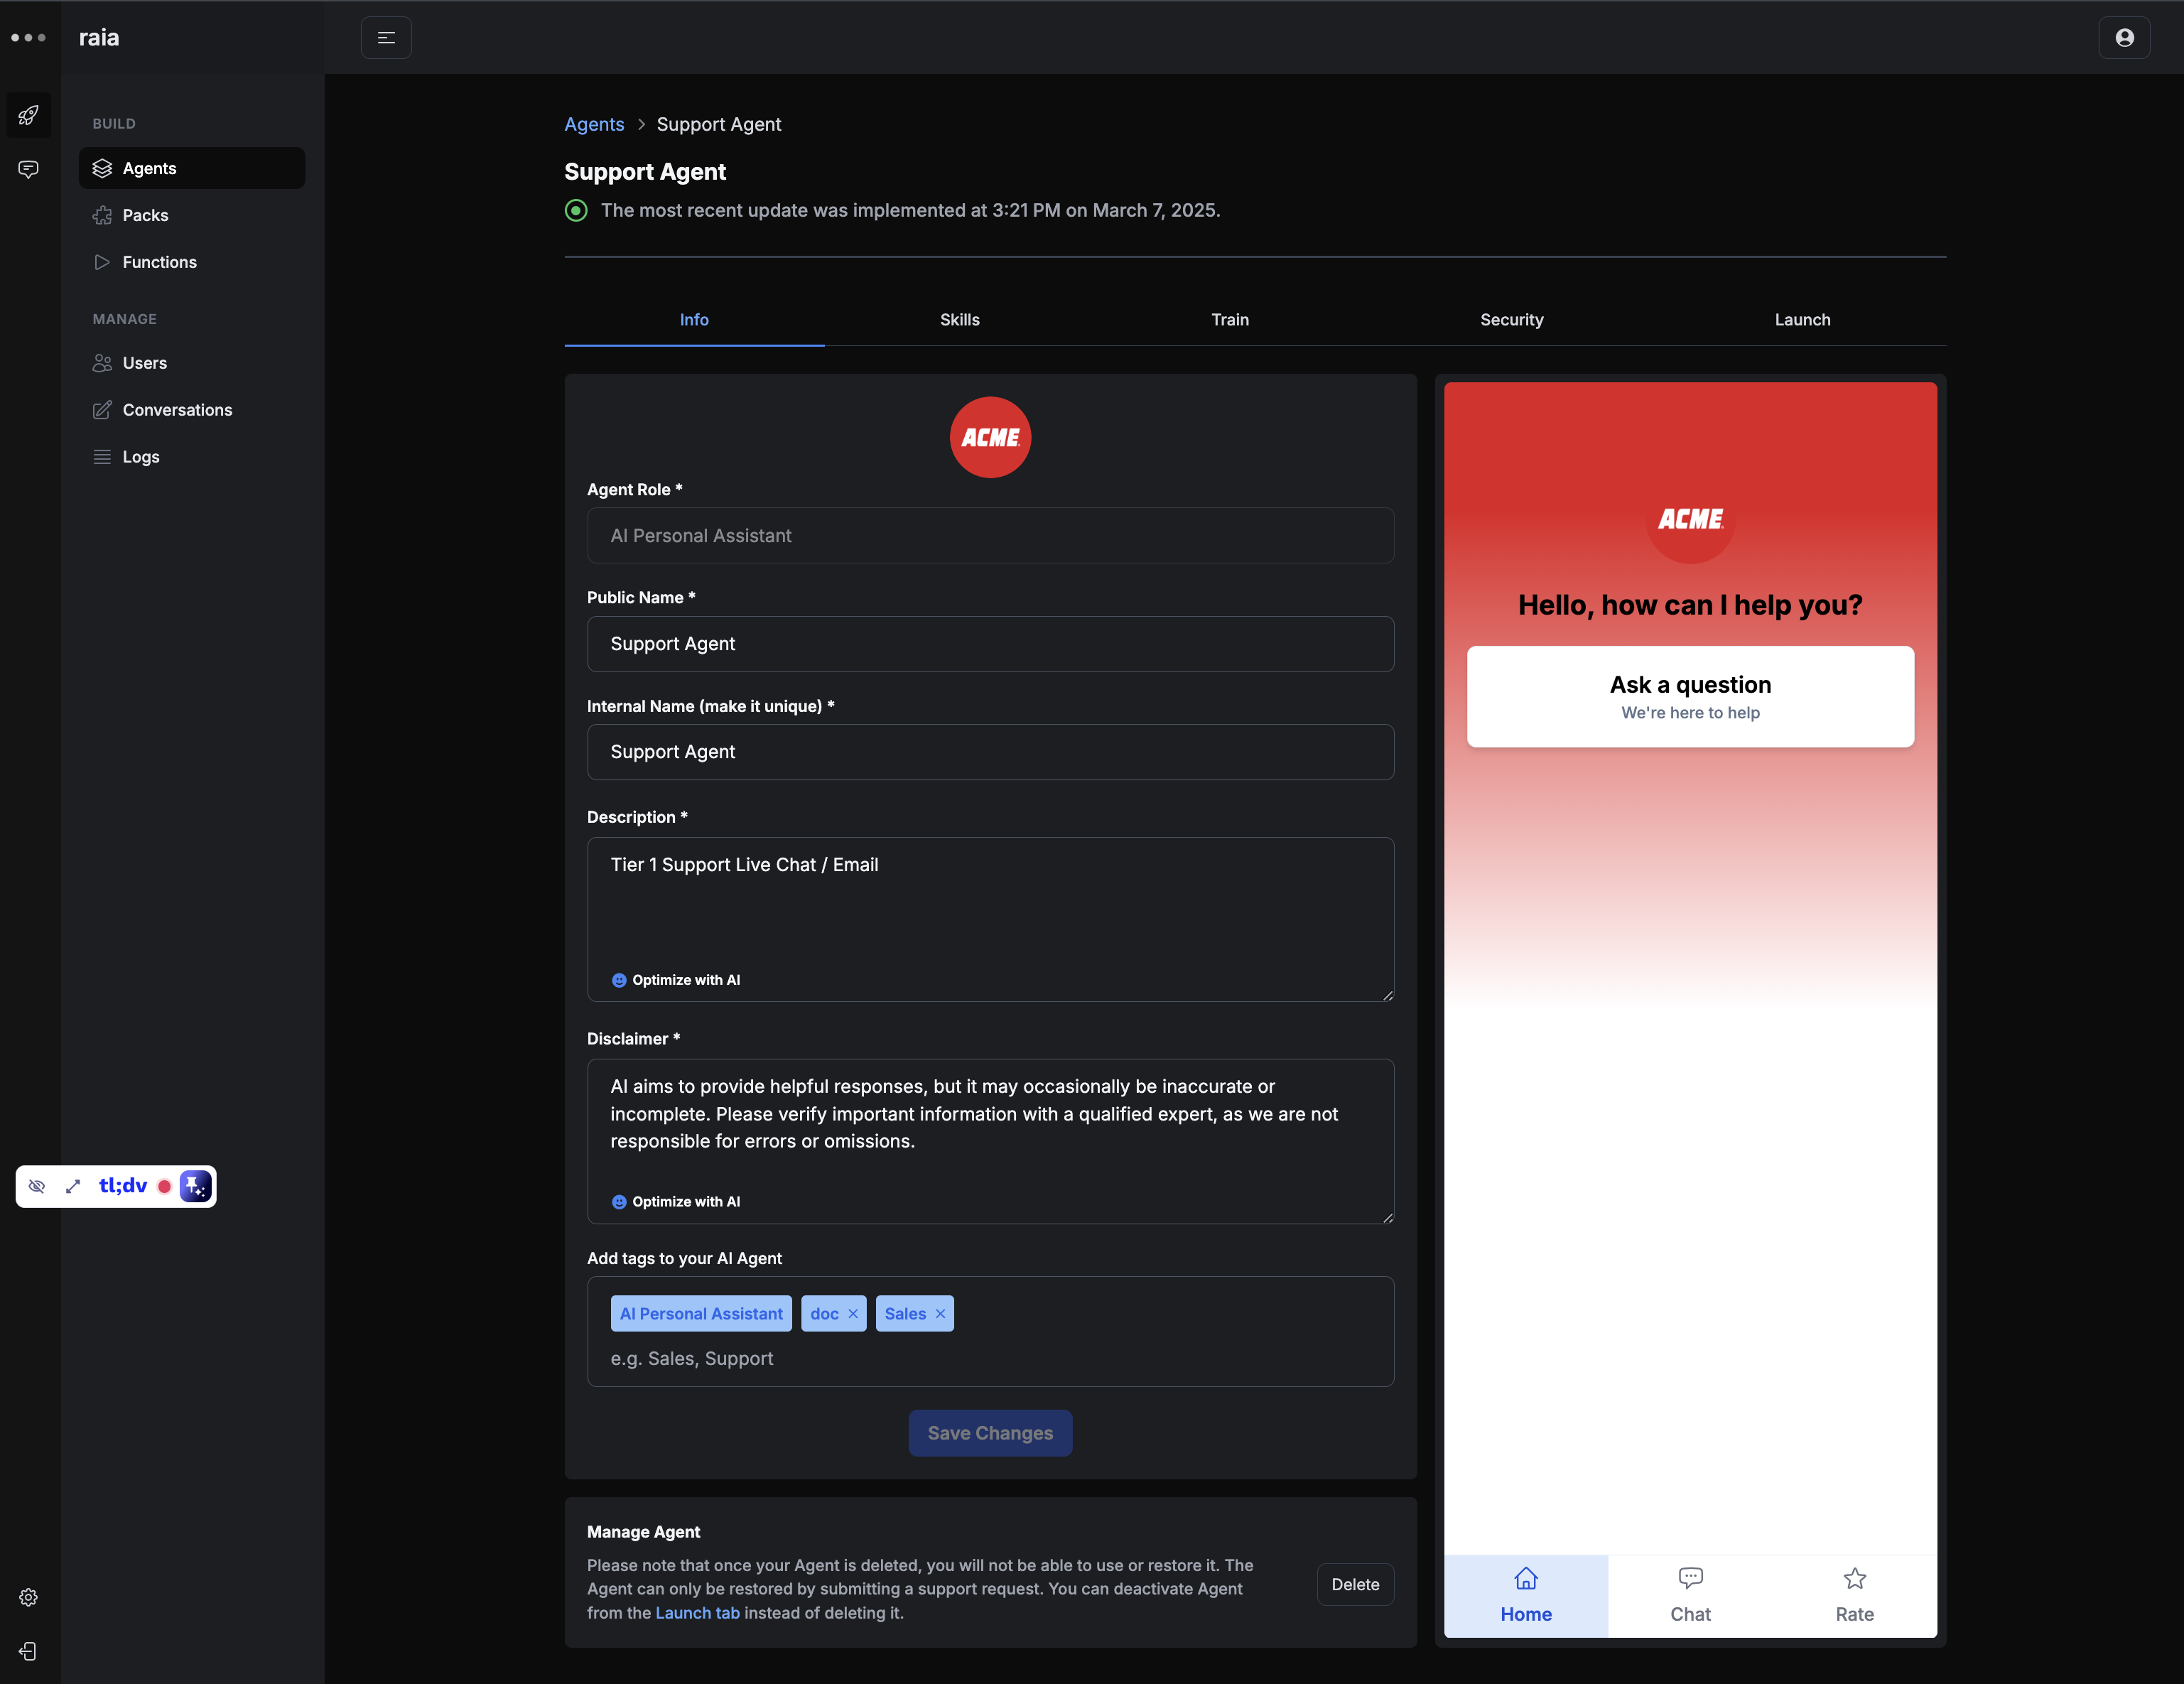 raia
BUILD
Agents
Packs
Functions
MANAGE
Users
Conversations
Logs
tl;dv
Agents > Support Agent
Support Agent
The most recent update was implemented at 3:21 PM on March 7, 2025.
Info Skills Train Security Launch
ACME
Agent Role *
AI Personal Assistant
Public Name *
Support Agent
Internal Name (make it unique) *
Support Agent
Description *
Tier 1 Support Live Chat / Email
Optimize with AI
Disclaimer *
AI aims to provide helpful responses, but it may occasionally be inaccurate or
incomplete. Please verify important information with a qualified expert, as we are not
responsible for errors or omissions.
Optimize with AI
Add tags to your AI Agent
AI Personal Assistant doc × Sales ×
e.g. Sales, Support
Save Changes
Manage Agent
Please note that once your Agent is deleted, you will not be able to use or restore it. The
Agent can only be restored by submitting a support request. You can deactivate Agent
from the Launch tab instead of deleting it.
Delete
ACME
Hello, how can I help you?
Ask a question
We're here to help
Home Chat Rate